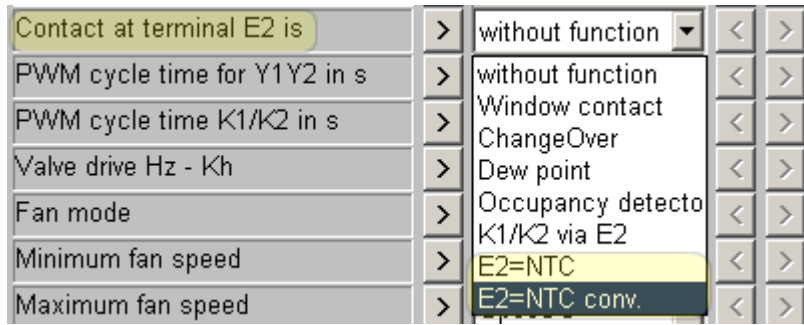 Contact at terminal E2 is > without function < >
PWM cycle time for Y1Y2 in s > without function < >
Window contact
PWM cycle time K1/K2 in s > ChangeOver < >
Valve drive Hz - Kh > Dew point < >
Fan mode > Occupancy detecto < >
K1/K2 via E2
Minimum fan speed > E2=NTC < >
Maximum fan speed > E2=NTC conv. < >